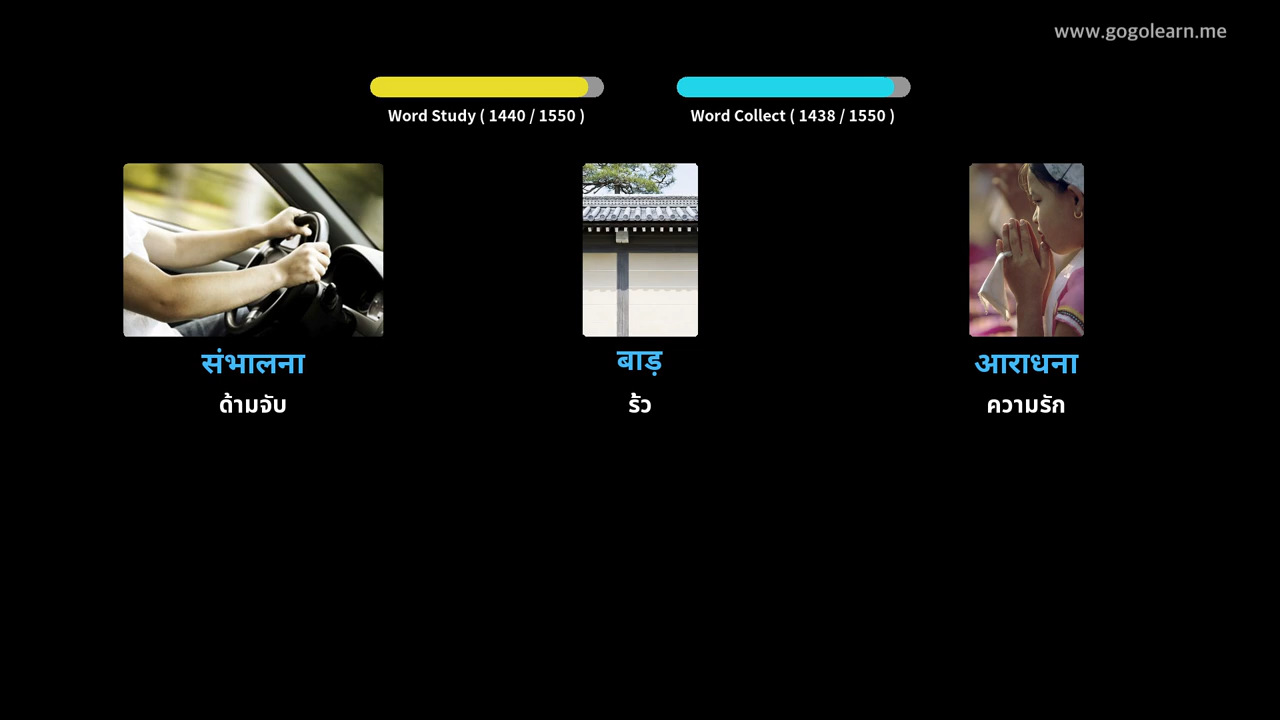 www.gogolearn.me
Word Study ( 1440 / 1550 )
Word Collect ( 1438 / 1550 )
संभालना
ด้ามจับ
बाड़
รั้ว
आराधना
ความรัก